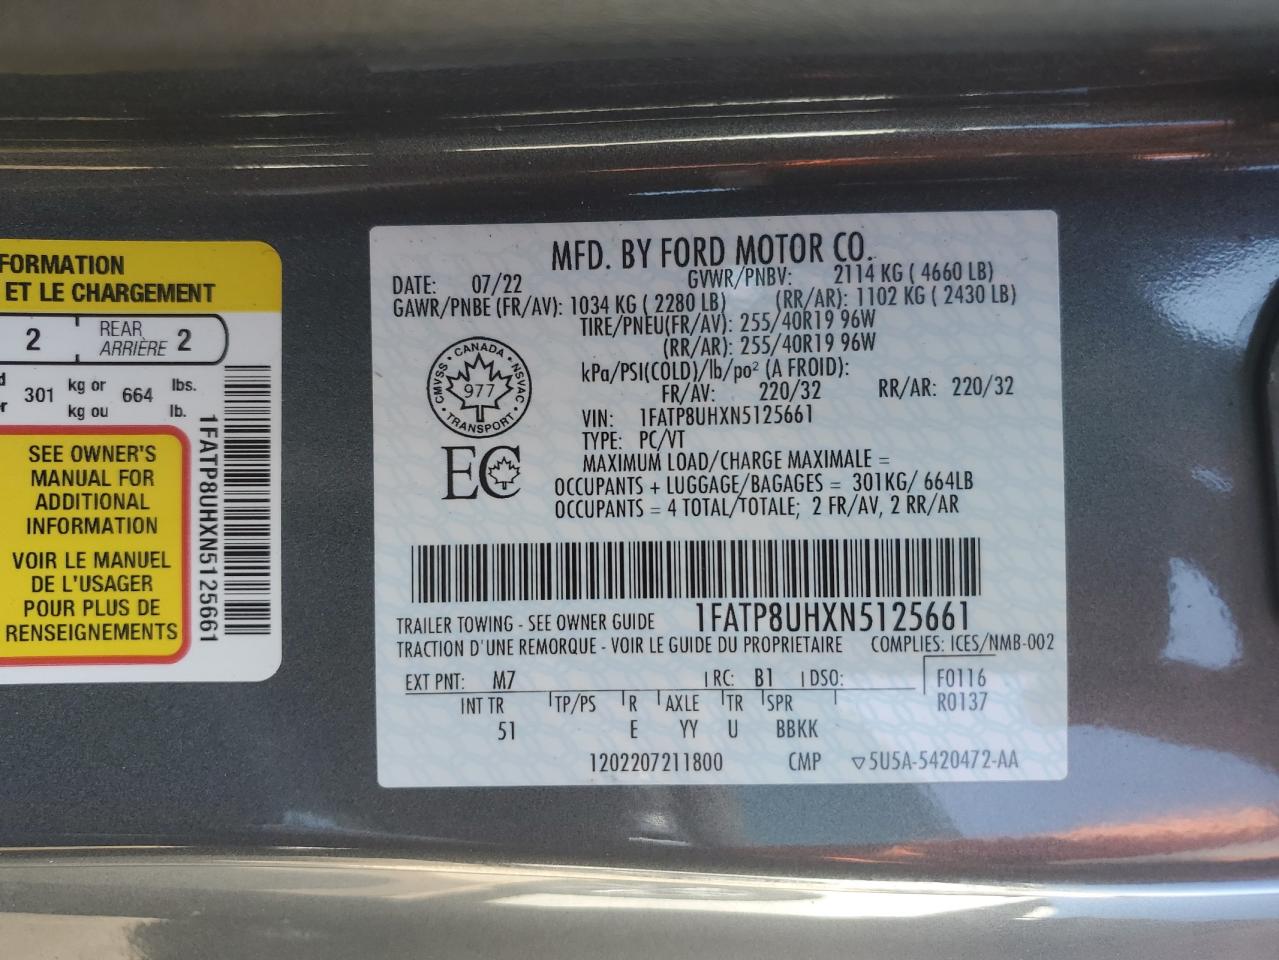 FORMATION
ET LE CHARGEMENT
2 REAR ARRIÈRE 2
301 kg or kg ou 664 lbs. lb.
SEE OWNER'S
MANUAL FOR
ADDITIONAL
INFORMATION
VOIR LE MANUEL
DE L'USAGER
POUR PLUS DE
RENSEIGNEMENTS
1FATP8UHXN5125661
MFD. BY FORD MOTOR CO.
DATE: 07/22 GVWR/PNBV: 2114 KG ( 4660 LB)
GAWR/PNBE (FR/AV): 1034 KG ( 2280 LB) (RR/AR): 1102 KG ( 2430 LB)
TIRE/PNEU(FR/AV): 255/40R19 96W
(RR/AR): 255/40R19 96W
kPa/PSI(COLD)/lb/po² (A FROID):
FR/AV: 220/32 RR/AR: 220/32
VIN: 1FATP8UHXN5125661
TYPE: PC/VT
MAXIMUM LOAD/CHARGE MAXIMALE =
OCCUPANTS + LUGGAGE/BAGAGES = 301KG/ 664LB
OCCUPANTS = 4 TOTAL/TOTALE; 2 FR/AV, 2 RR/AR
CANADA
CMVSS 977 NSVAC
TRANSPORT
EC
TRAILER TOWING - SEE OWNER GUIDE 1FATP8UHXN5125661
TRACTION D'UNE REMORQUE - VOIR LE GUIDE DU PROPRIETAIRE COMPLIES: ICES/NMB-002
EXT PNT: M7 RC: B1 DSO: F0116
INT TR TP/PS R AXLE TR SPR R0137
51 E YY U BBKK
1202207211800 CMP ▽5U5A-5420472-AA